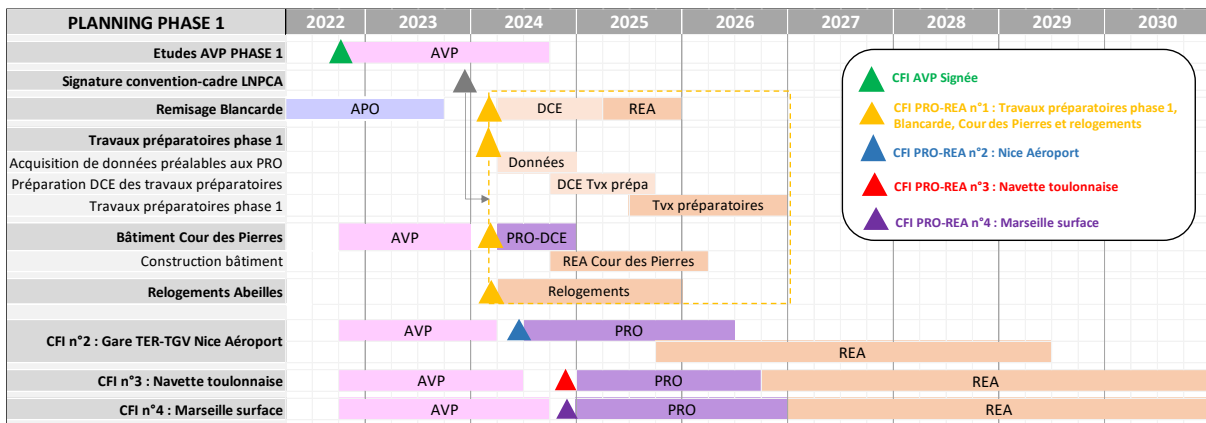 PLANNING PHASE 1 2022 2023 2024 2025 2026 2027 2028 2029 2030
Etudes AVP PHASE 1 AVP
Signature convention-cadre LNPCA
Remisage Blancarde APO DCE REA
Travaux préparatoires phase 1
Acquisition de données préalables aux PRO Données
Préparation DCE des travaux préparatoires DCE Tvx prépa
Travaux préparatoires phase 1 Tvx préparatoires
Bâtiment Cour des Pierres AVP PRO-DCE
Construction bâtiment REA Cour des Pierres
Relogements Abeilles Relogements
CFI n°2 : Gare TER-TGV Nice Aéroport AVP PRO
REA
CFI n°3 : Navette toulonnaise AVP PRO REA
CFI n°4 : Marseille surface AVP PRO REA
CFI AVP Signée
CFI PRO-REA n°1 : Travaux préparatoires phase 1,
Blancarde, Cour des Pierres et relogements
CFI PRO-REA n°2 : Nice Aéroport
CFI PRO-REA n°3 : Navette toulonnaise
CFI PRO-REA n°4 : Marseille surface